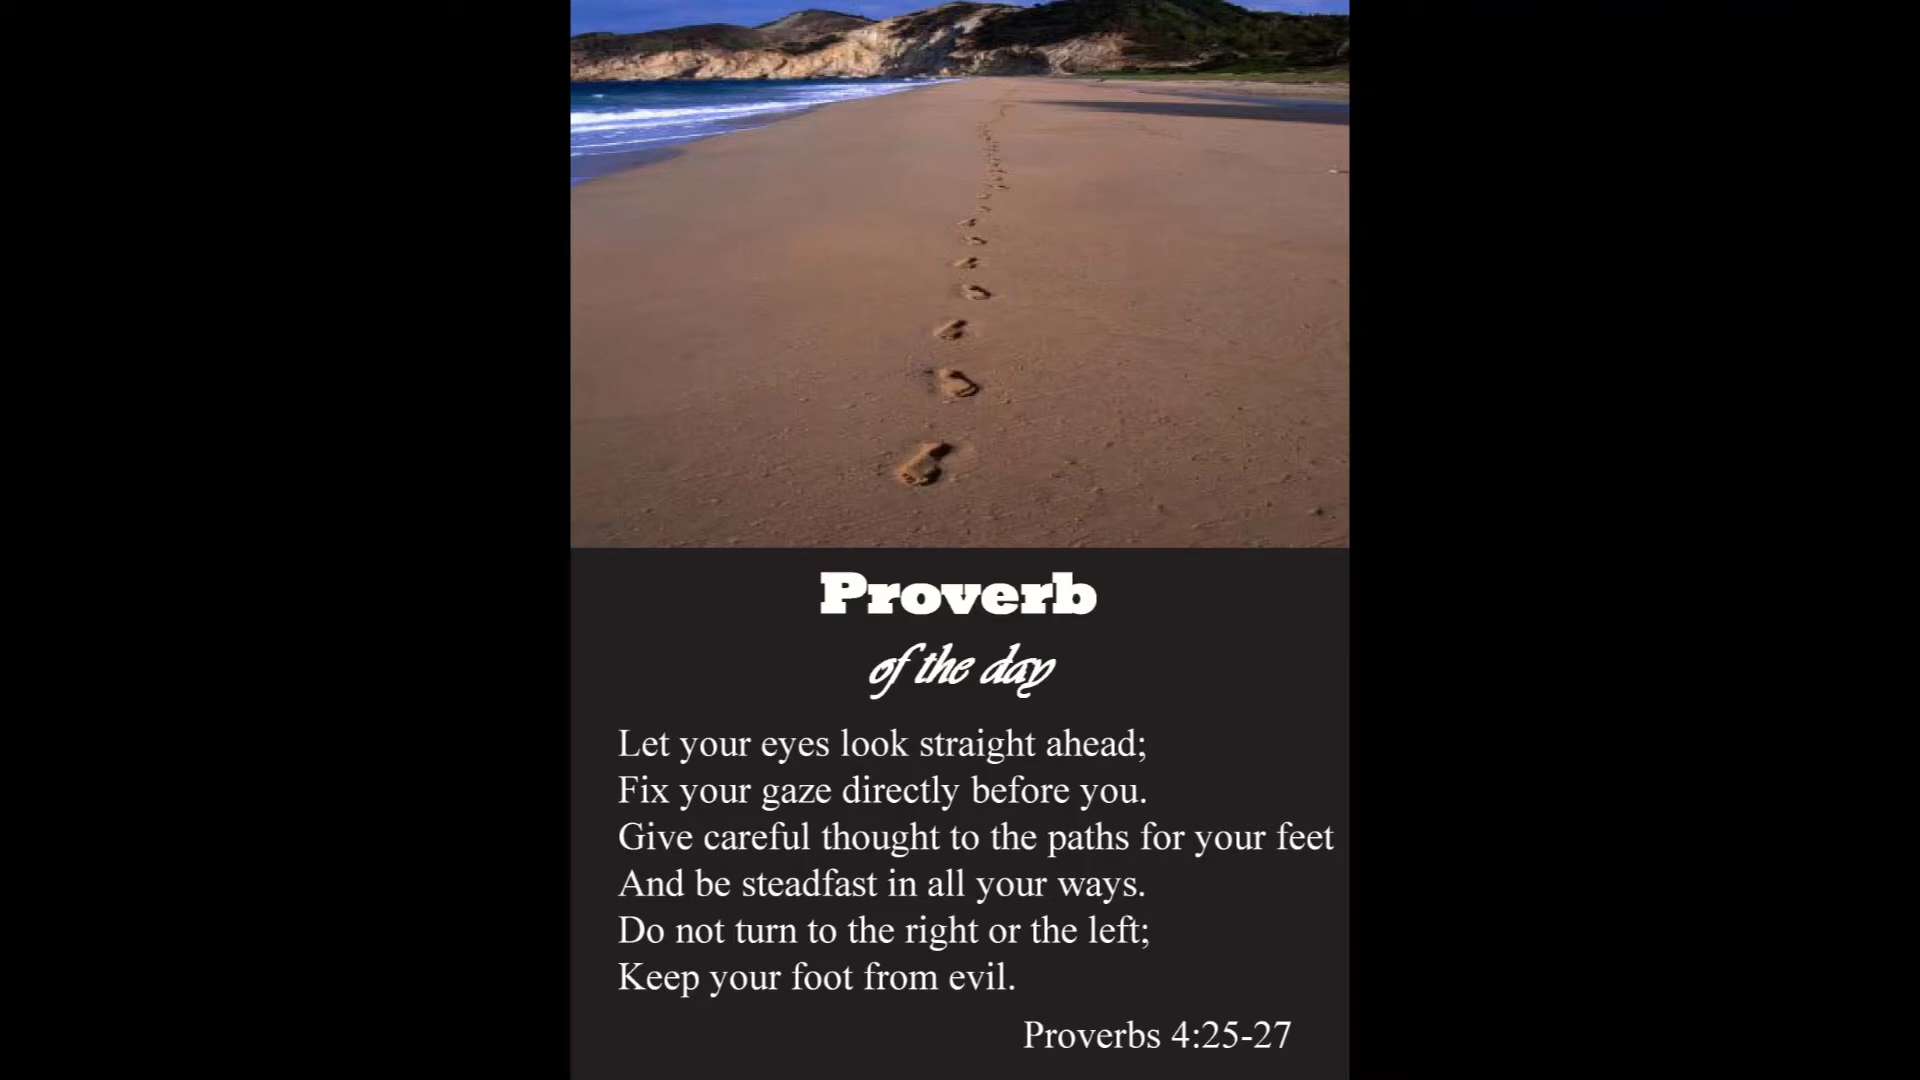 Proverb
of the day
Let your eyes look straight ahead;
Fix your gaze directly before you.
Give careful thought to the paths for your feet
And be steadfast in all your ways.
Do not turn to the right or the left;
Keep your foot from evil.
Proverbs 4:25-27